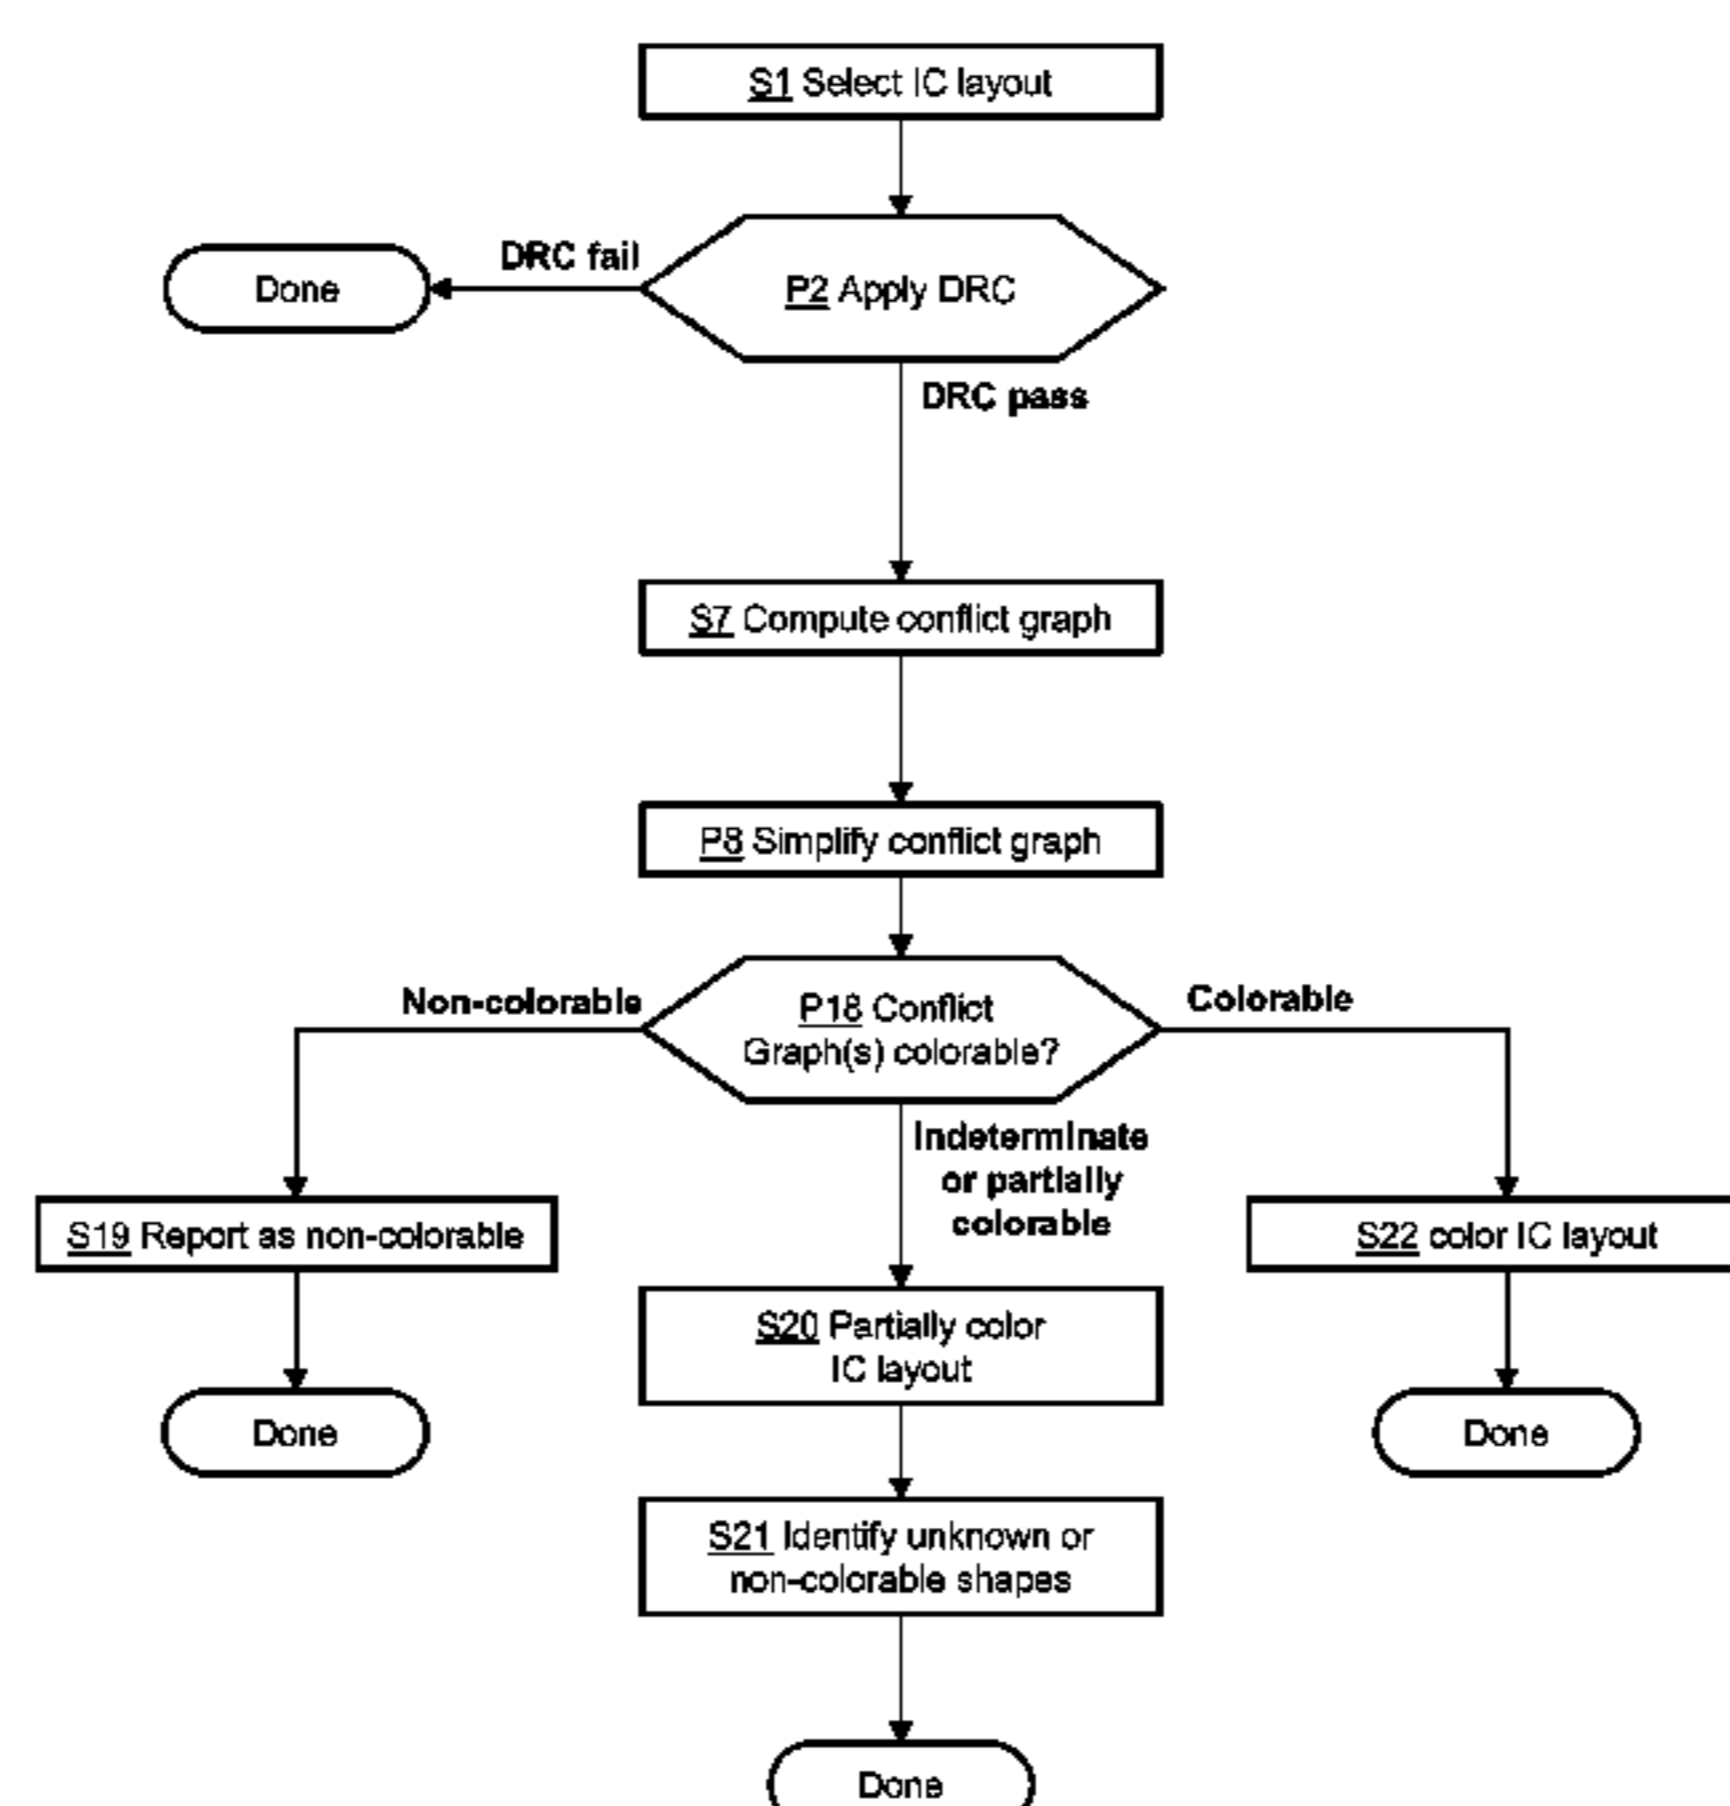 S1 Select IC layout
DRC fail
Done
P2 Apply DRC
DRC pass
S7 Compute conflict graph
P8 Simplify conflict graph
Non-colorable
P18 Conflict
Graph(s) colorable?
Colorable
Indeterminate
or partially
colorable
S19 Report as non-colorable
S22 color IC layout
S20 Partially color
IC layout
Done
Done
S21 Identify unknown or
non-colorable shapes
Done